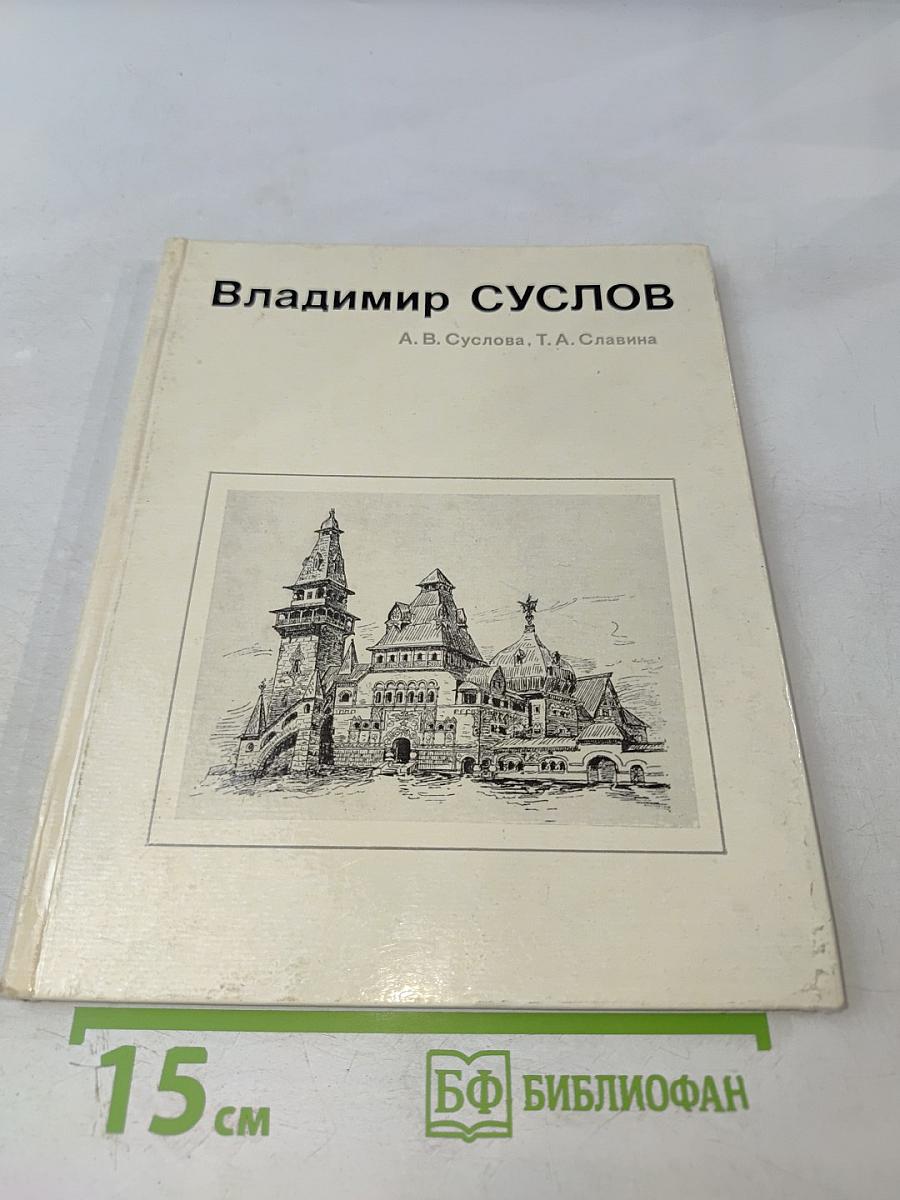 Владимир СУСЛОВ
А. В. Суслова, Т. А. Славина
15 см
БФ БИБЛИОФАН